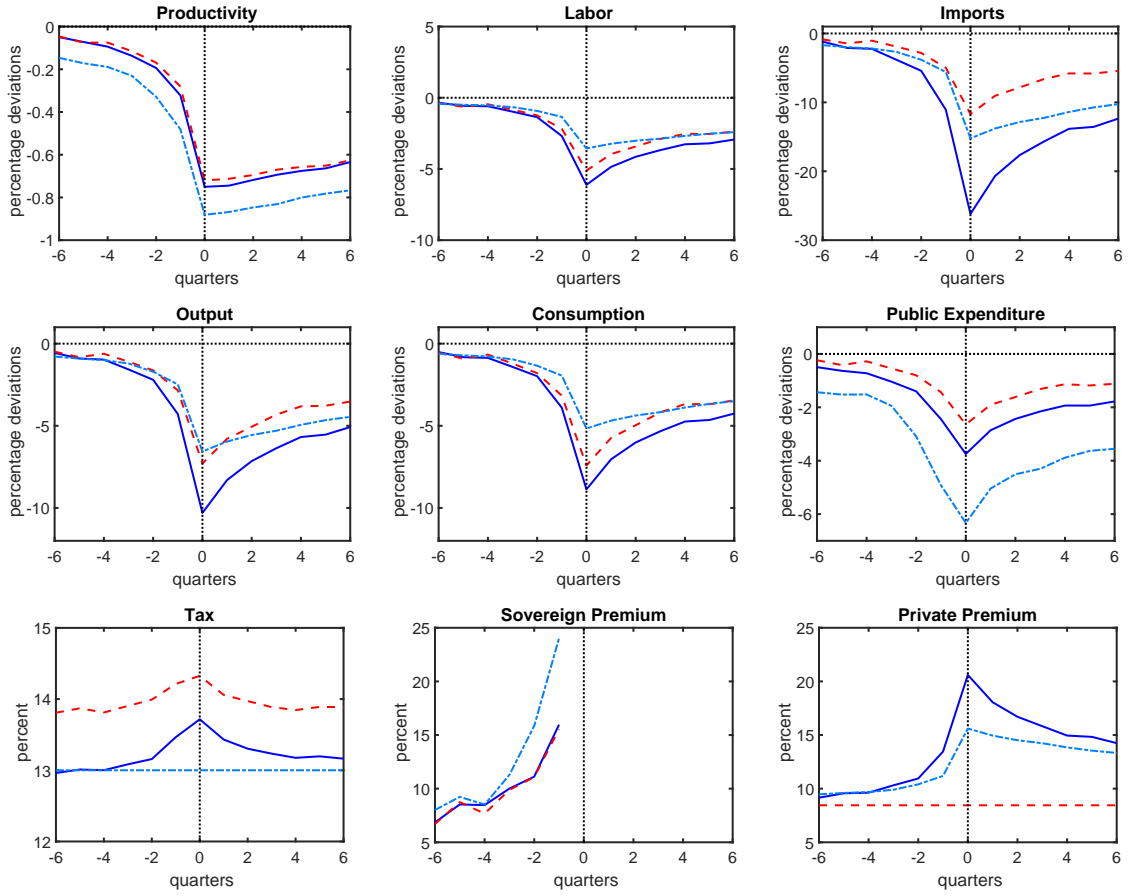 Productivity
percentage deviations
0
-0.2
-0.4
-0.6
-0.8
-1
-6 -4 -2 0 2 4 6
quarters
Labor
percentage deviations
5
0
-5
-10
-6 -4 -2 0 2 4 6
quarters
Imports
percentage deviations
0
-10
-20
-30
-6 -4 -2 0 2 4 6
quarters
Output
percentage deviations
0
-5
-10
-6 -4 -2 0 2 4 6
quarters
Consumption
percentage deviations
0
-5
-10
-6 -4 -2 0 2 4 6
quarters
Public Expenditure
percentage deviations
0
-2
-4
-6
-6 -4 -2 0 2 4 6
quarters
Tax
percent
15
14
13
12
-6 -4 -2 0 2 4 6
quarters
Sovereign Premium
percent
25
20
15
10
5
-6 -4 -2 0 2 4 6
quarters
Private Premium
percent
25
20
15
10
5
-6 -4 -2 0 2 4 6
quarters